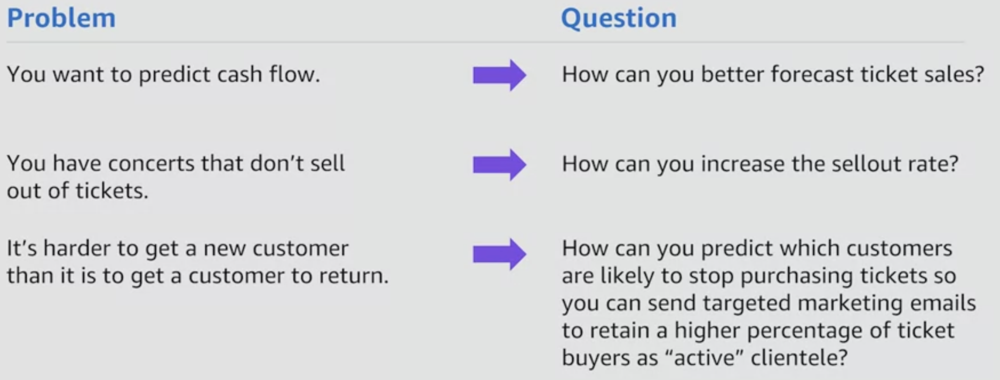 Problem
Question
You want to predict cash flow.
How can you better forecast ticket sales?
You have concerts that don’t sell
out of tickets.
How can you increase the sellout rate?
It’s harder to get a new customer
than it is to get a customer to return.
How can you predict which customers
are likely to stop purchasing tickets so
you can send targeted marketing emails
to retain a higher percentage of ticket
buyers as “active” clientele?